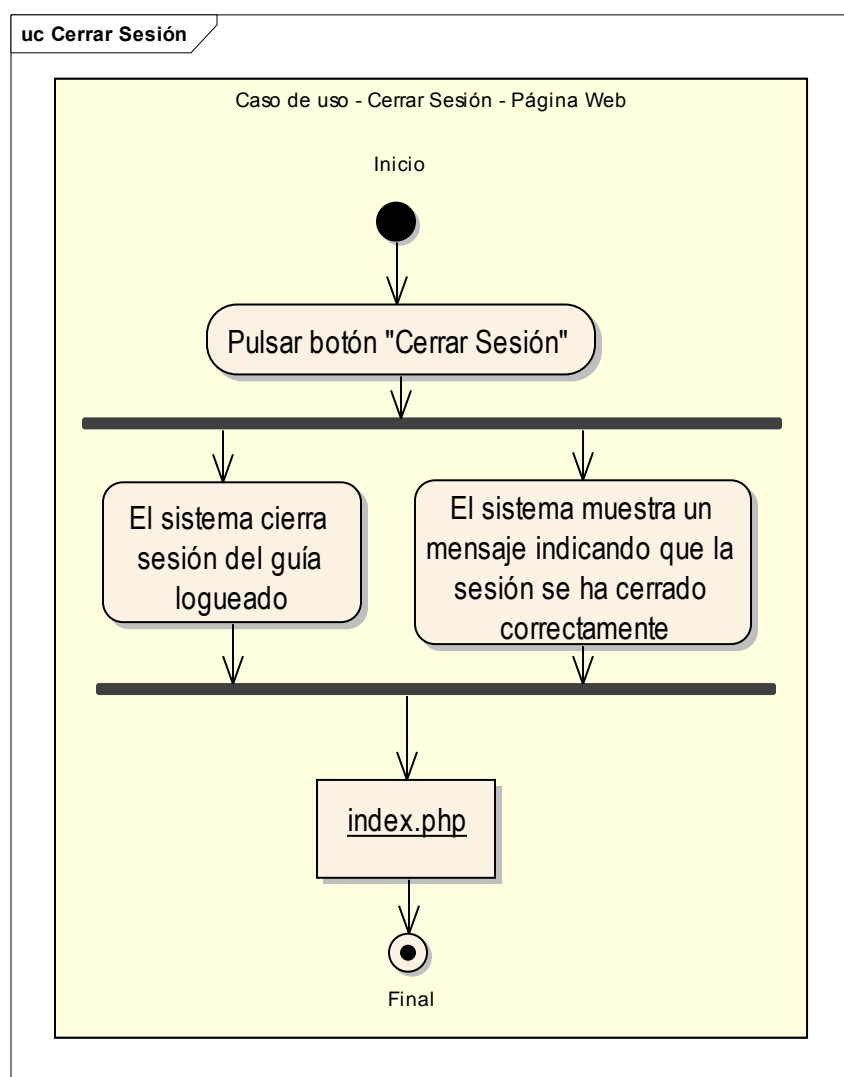 uc Cerrar Sesión
Caso de uso - Cerrar Sesión - Página Web
Inicio
Pulsar botón "Cerrar Sesión"
El sistema cierra
sesión del guía
logueado
El sistema muestra un
mensaje indicando que la
sesión se ha cerrado
correctamente
index.php
Final